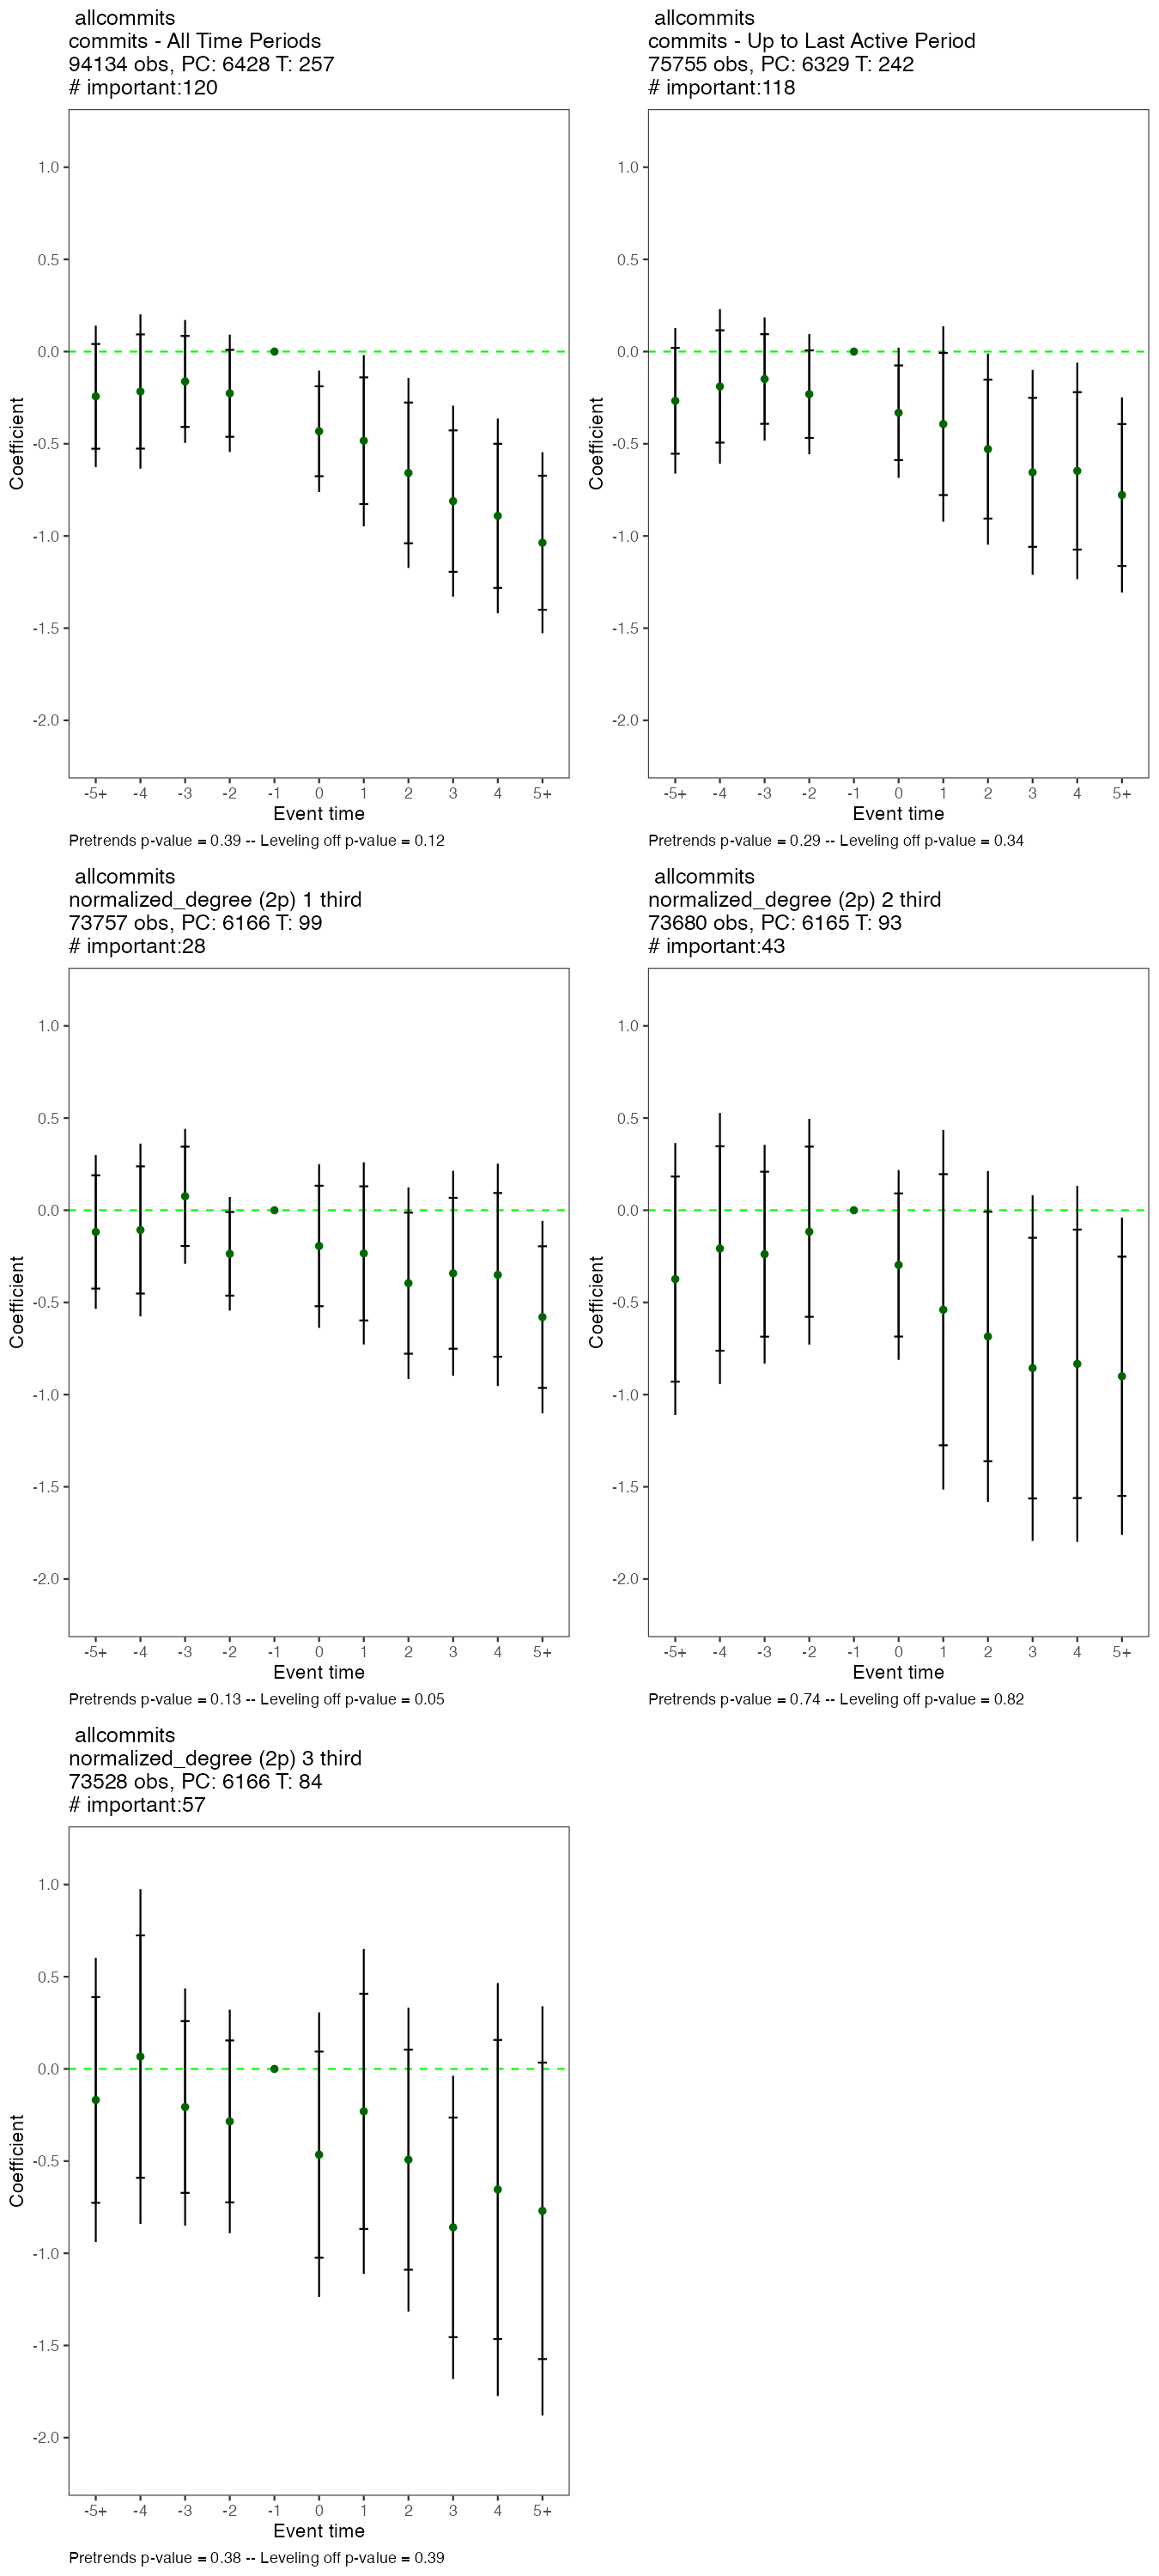 allcommits
commits - All Time Periods
94134 obs, PC: 6428 T: 257
# important:120
1.0
0.5
0.0
-0.5
-1.0
-1.5
-2.0
Coefficient
-5+ -4 -3 -2 -1 0 1 2 3 4 5+
Event time
Pretrends p-value = 0.39 -- Leveling off p-value = 0.12
allcommits
commits - Up to Last Active Period
75755 obs, PC: 6329 T: 242
# important:118
1.0
0.5
0.0
-0.5
-1.0
-1.5
-2.0
Coefficient
-5+ -4 -3 -2 -1 0 1 2 3 4 5+
Event time
Pretrends p-value = 0.29 -- Leveling off p-value = 0.34
allcommits
normalized_degree (2p) 1 third
73757 obs, PC: 6166 T: 99
# important:28
1.0
0.5
0.0
-0.5
-1.0
-1.5
-2.0
Coefficient
-5+ -4 -3 -2 -1 0 1 2 3 4 5+
Event time
Pretrends p-value = 0.13 -- Leveling off p-value = 0.05
allcommits
normalized_degree (2p) 2 third
73680 obs, PC: 6165 T: 93
# important:43
1.0
0.5
0.0
-0.5
-1.0
-1.5
-2.0
Coefficient
-5+ -4 -3 -2 -1 0 1 2 3 4 5+
Event time
Pretrends p-value = 0.74 -- Leveling off p-value = 0.82
allcommits
normalized_degree (2p) 3 third
73528 obs, PC: 6166 T: 84
# important:57
1.0
0.5
0.0
-0.5
-1.0
-1.5
-2.0
Coefficient
-5+ -4 -3 -2 -1 0 1 2 3 4 5+
Event time
Pretrends p-value = 0.38 -- Leveling off p-value = 0.39